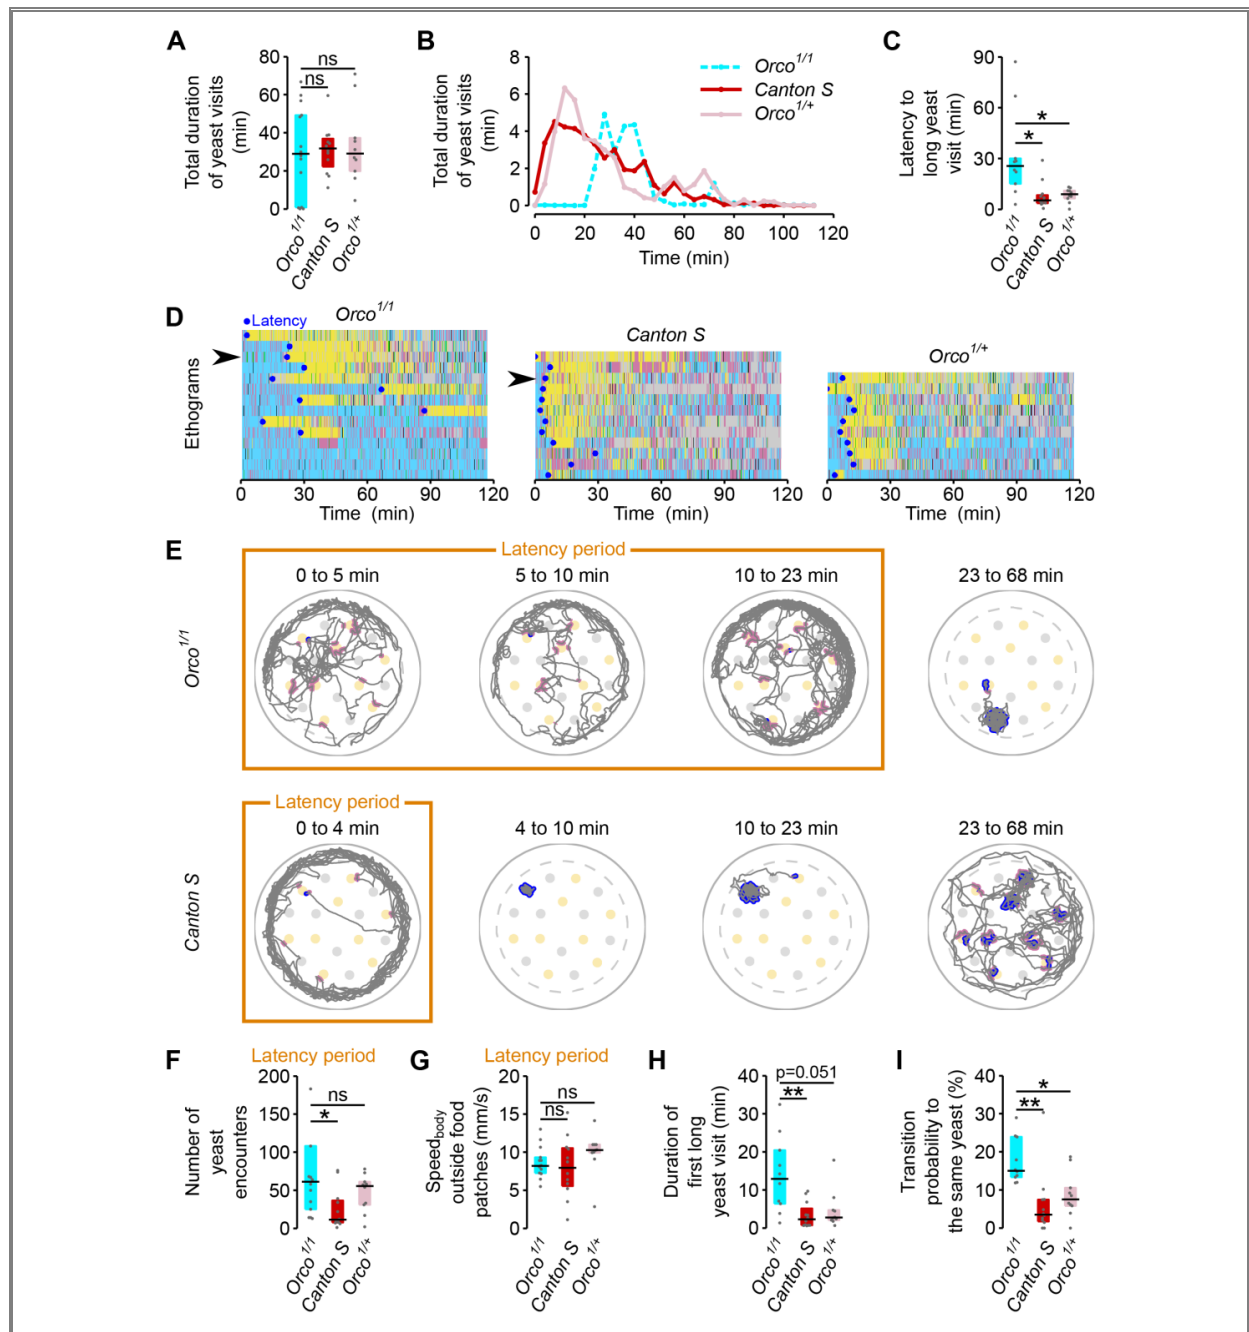 A
Total duration
of yeast visits
(min)
80
60
40
20
0
ns
ns
Orco1/1
Canton S
Orco1/+
B
Total duration
of yeast visits
(min)
8
6
4
2
0
0 20 40 60 80 100 120
Time (min)
Orco1/1
Canton S
Orco1/+
C
Latency to
long yeast
visit (min)
90
60
30
0
*
*
Orco1/1
Canton S
Orco1/+
D
Ethograms
Latency
Orco1/1
0 30 60 90 120
Time (min)
Canton S
0 30 60 90 120
Time (min)
Orco1/+
0 30 60 90 120
Time (min)
E
Latency period
Orco1/1
0 to 5 min
5 to 10 min
10 to 23 min
23 to 68 min
Latency period
Canton S
0 to 4 min
4 to 10 min
10 to 23 min
23 to 68 min
F
Latency period
Number of
yeast
encounters
200
150
100
50
0
ns
*
Orco1/1
Canton S
Orco1/+
G
Latency period
Speedbody
outside food
patches (mm/s)
20
15
10
5
0
ns
ns
Orco1/1
Canton S
Orco1/+
H
Duration of
first long
yeast visit (min)
40
30
20
10
0
p=0.051
**
Orco1/1
Canton S
Orco1/+
I
Transition
probability to
the same yeast (%)
40
30
20
10
0
*
**
Orco1/1
Canton S
Orco1/+